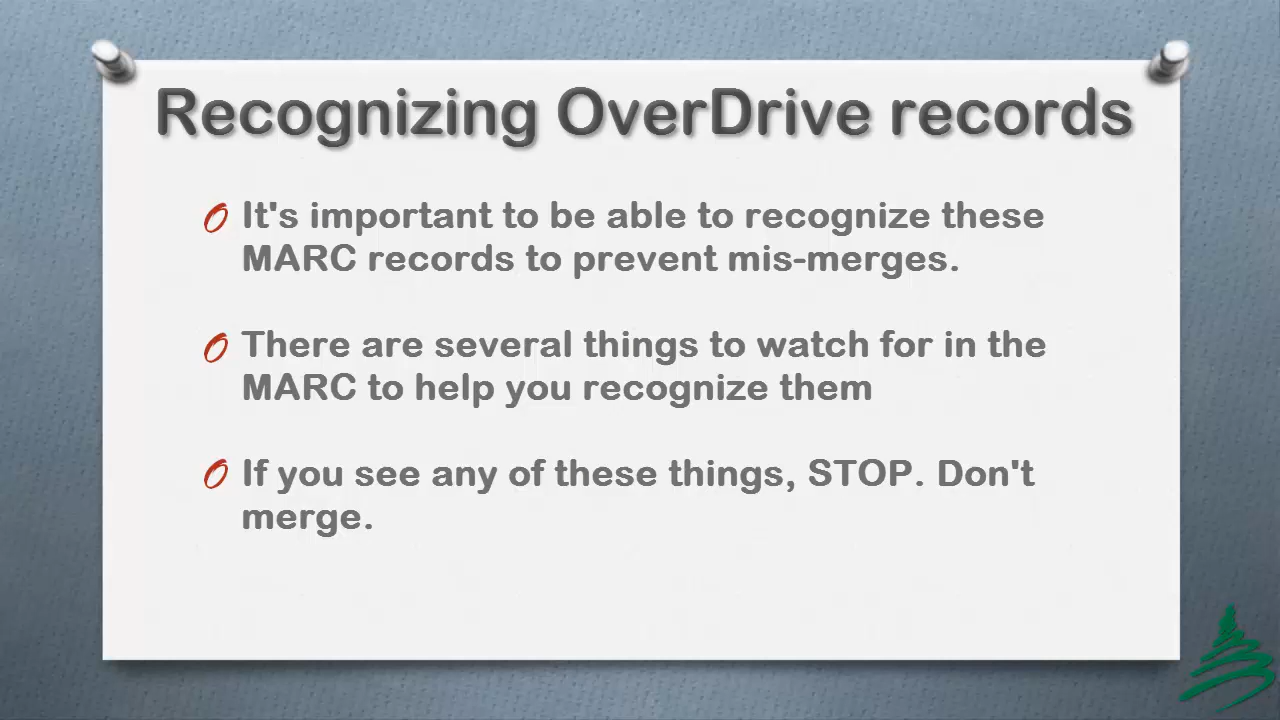 Recognizing OverDrive records
It's important to be able to recognize these
MARC records to prevent mis-merges.
There are several things to watch for in the
MARC to help you recognize them
If you see any of these things, STOP. Don't
merge.